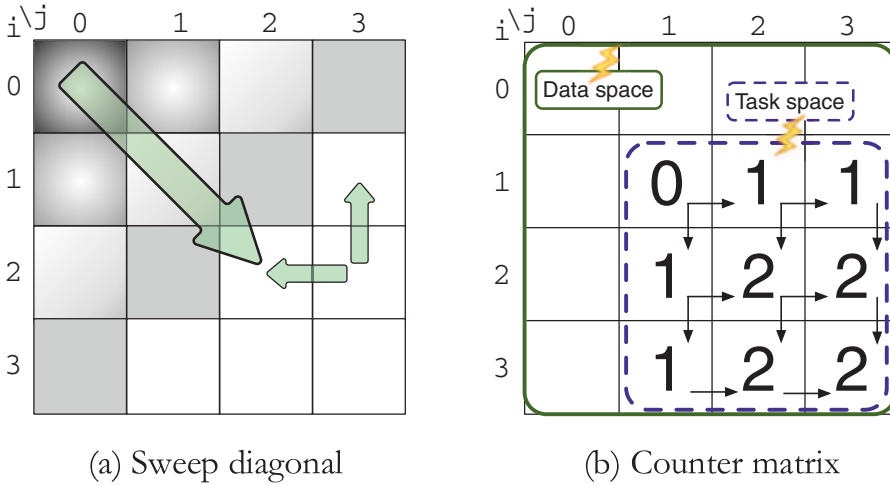 i\j 0 1 2 3
0
1
2
3
(a) Sweep diagonal
i\j 0 1 2 3
0 Data space Task space
1 0 1 1
2 1 2 2
3 1 2 2
(b) Counter matrix